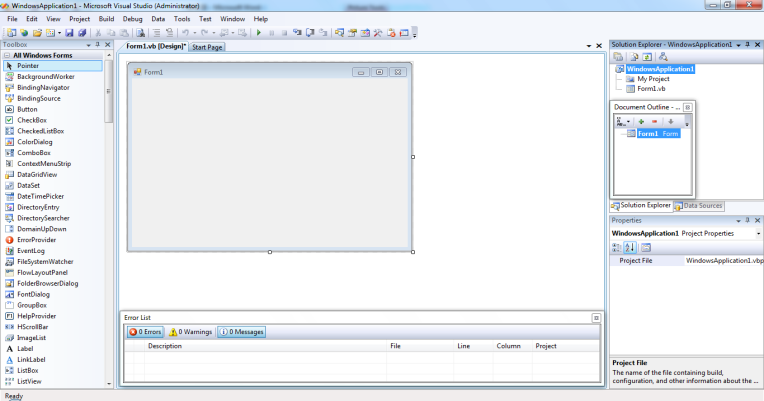 WindowsApplication1 - Microsoft Visual Studio (Administrator)
File Edit View Project Build Debug Data Tools Test Window Help
Toolbox
All Windows Forms
Pointer
BackgroundWorker
BindingNavigator
BindingSource
Button
CheckBox
CheckedListBox
ColorDialog
ComboBox
ContextMenuStrip
DataGridView
DataSet
DateTimePicker
DirectoryEntry
DirectorySearcher
DomainUpDown
ErrorProvider
EventLog
FileSystemWatcher
FlowLayoutPanel
FolderBrowserDialog
FontDialog
GroupBox
HelpProvider
HScrollBar
ImageList
Label
LinkLabel
ListBox
ListView
Form1.vb [Design]* Start Page
Form1
Error List
0 Errors 0 Warnings 0 Messages
Description File Line Column Project
Solution Explorer - WindowsApplication1
WindowsApplication1
My Project
Form1.vb
Document Outline - ...
Form1 Form
Solution Explorer Data Sources
Properties
WindowsApplication1 Project Properties
Project File WindowsApplication1.vbp
Project File
The name of the file containing build,
configuration, and other information about the ...
Ready